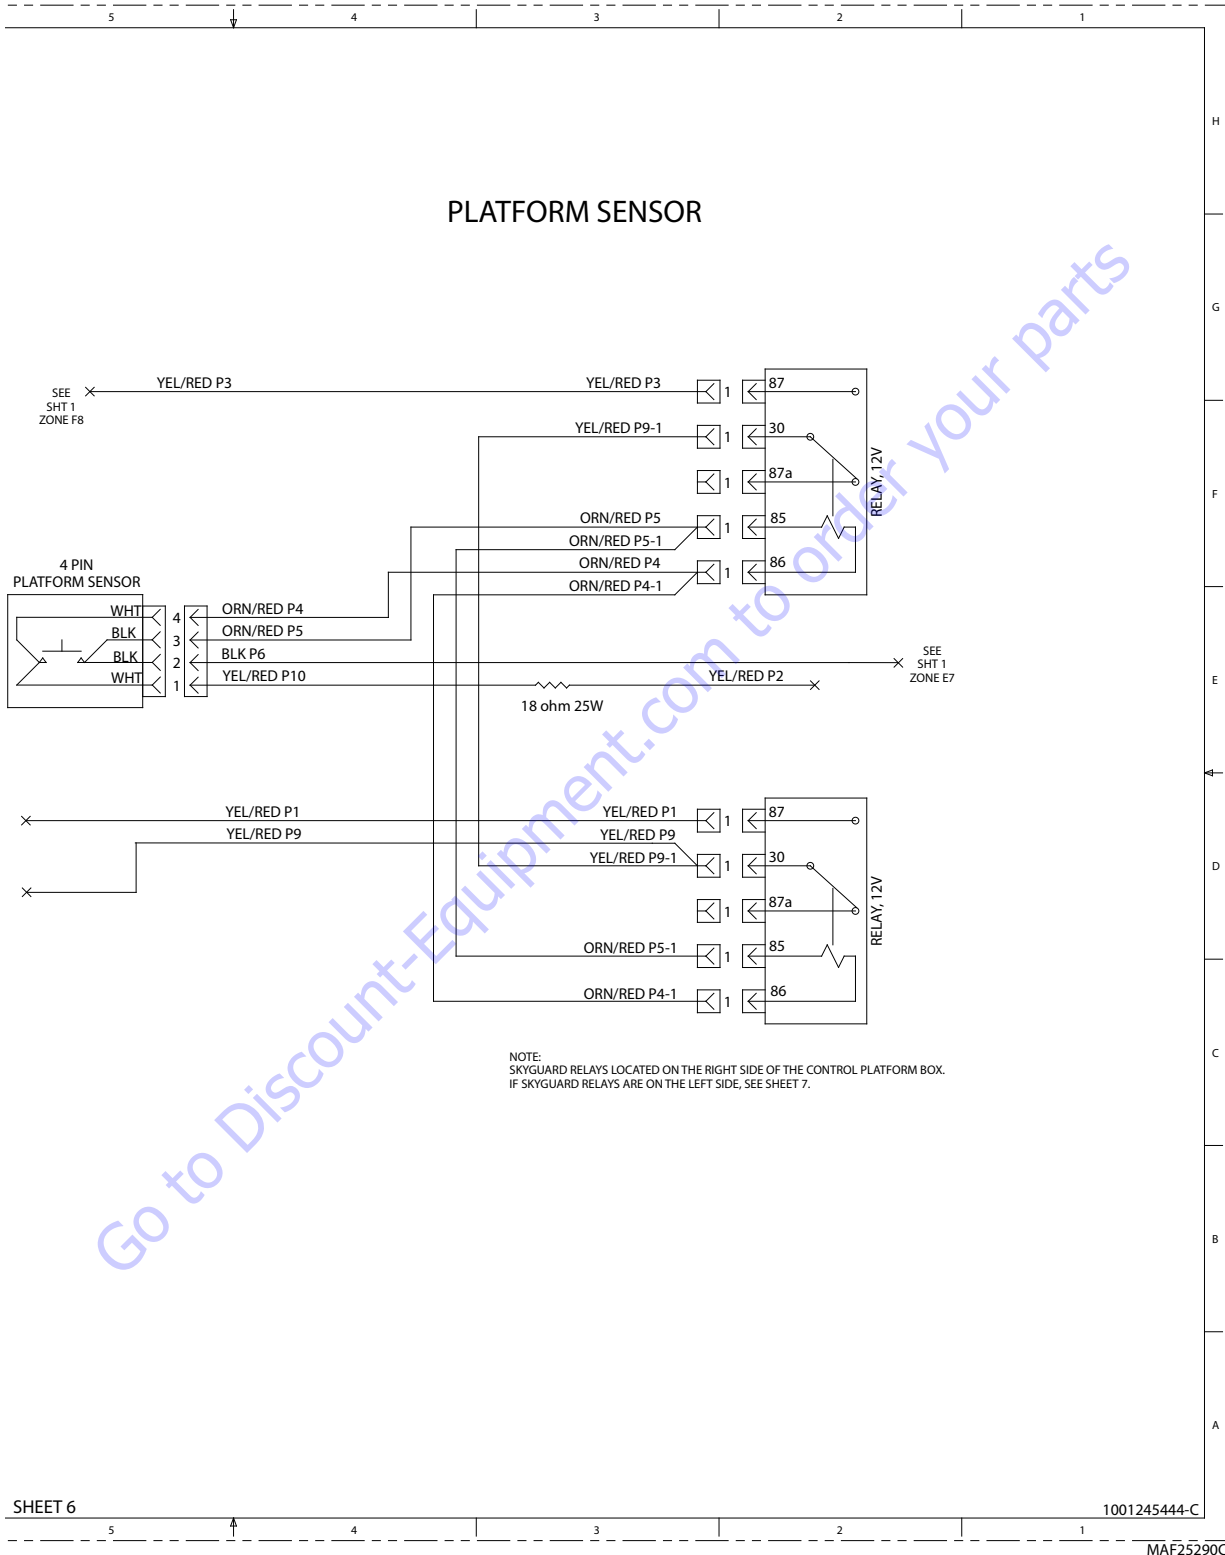 5 4 3 2 1
H
PLATFORM SENSOR
G
YEL/RED P3 YEL/RED P3 1 87
SEE
SHT 1
ZONE F8
YEL/RED P9-1 1 30
1 87a
RELAY, 12V
F
ORN/RED P5 1 85
ORN/RED P5-1
ORN/RED P4 1 86
ORN/RED P4-1
4 PIN
PLATFORM SENSOR
WHT 4 ORN/RED P4
BLK 3 ORN/RED P5
BLK 2 BLK P6
WHT 1 YEL/RED P10 YEL/RED P2
SEE
SHT 1
ZONE E7
E
18 ohm 25W
YEL/RED P1 YEL/RED P1 1 87
YEL/RED P9 YEL/RED P9
YEL/RED P9-1 1 30
D
1 87a
RELAY, 12V
ORN/RED P5-1 1 85
ORN/RED P4-1 1 86
NOTE:
SKYGUARD RELAYS LOCATED ON THE RIGHT SIDE OF THE CONTROL PLATFORM BOX.
IF SKYGUARD RELAYS ARE ON THE LEFT SIDE, SEE SHEET 7.
C
B
A
Go to Discount-Equipment.com to order your parts
SHEET 6 1001245444-C
5 4 3 2 1
MAF25290C